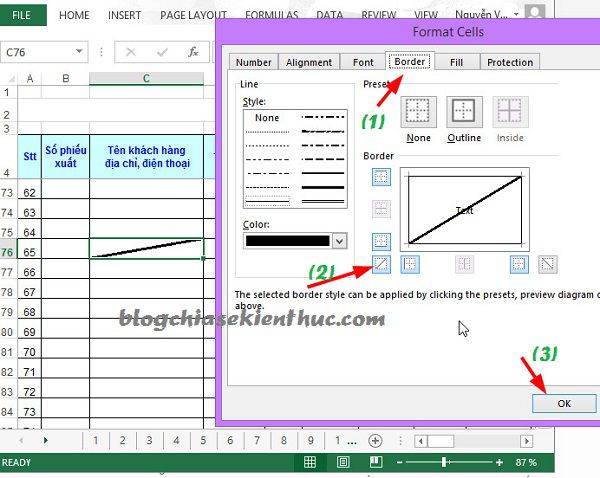 FILE HOME INSERT PAGE LAYOUT FORMULAS DATA REVIEW VIEW Nguyễn V...
C76 fx
Format Cells
Number Alignment Font Border Fill Protection
Line
Style:
None
Color:
Presets
None Outline Inside
Border
Text
(1)
(2)
(3)
The selected border style can be applied by clicking the presets, preview diagram o
above.
OK
A B C
1
2
3
4
Stt
Số phiếu
xuất
Tên khách hàng
địa chỉ, điện thoại
73 62
74 63
75 64
76 65
77 66
78 67
79 68
80 69
81 70
82 71
83 72
84 73
74
blogchiasekienthuc.com
1 2 3 4 5 6 7 8 9 1 ...
READY
87 %